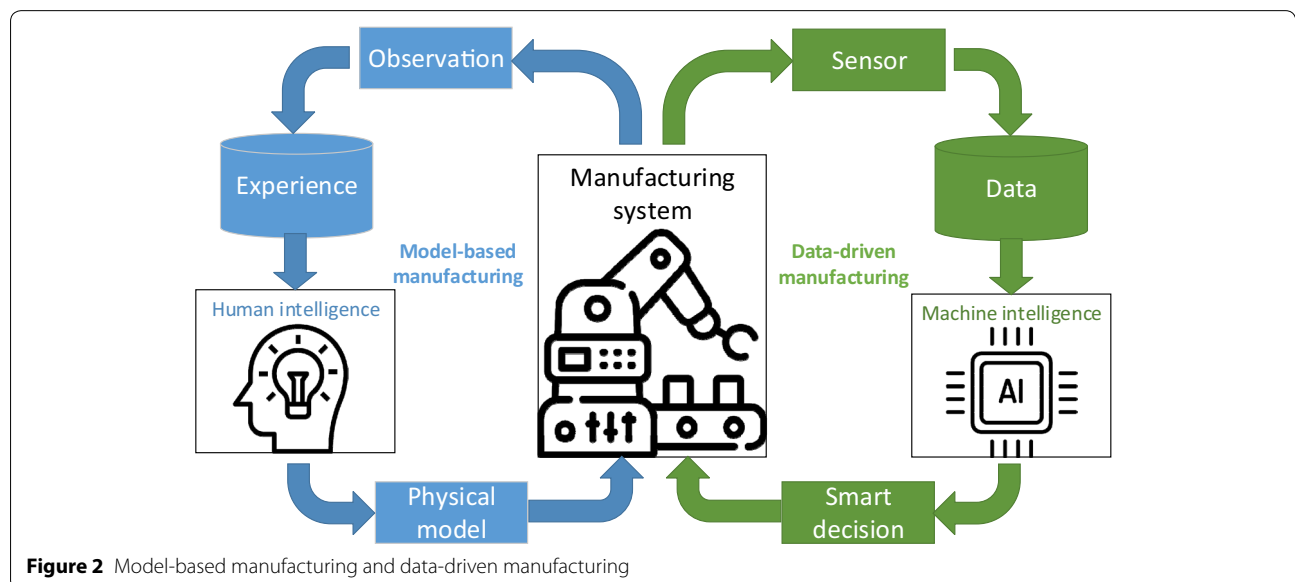 Observation
Sensor
Experience
Manufacturing
system
Data
Model-based
manufacturing
Data-driven
manufacturing
Human intelligence
Machine intelligence
AI
Physical
model
Smart
decision
Figure 2 Model-based manufacturing and data-driven manufacturing